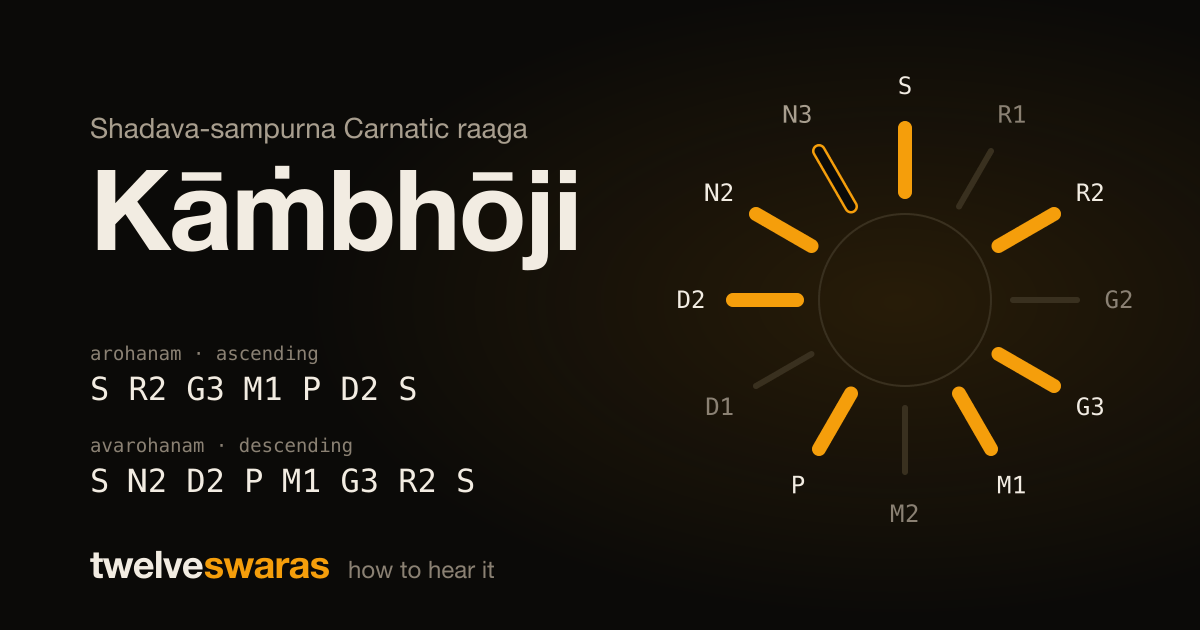 Shadava-sampurna Carnatic raaga
Kāṁbhōji
arohanam · ascending
S R2 G3 M1 P D2 S
avarohanam · descending
S N2 D2 P M1 G3 R2 S
twelveswaras how to hear it
S
R1
R2
G2
G3
M1
M2
P
D1
D2
N2
N3